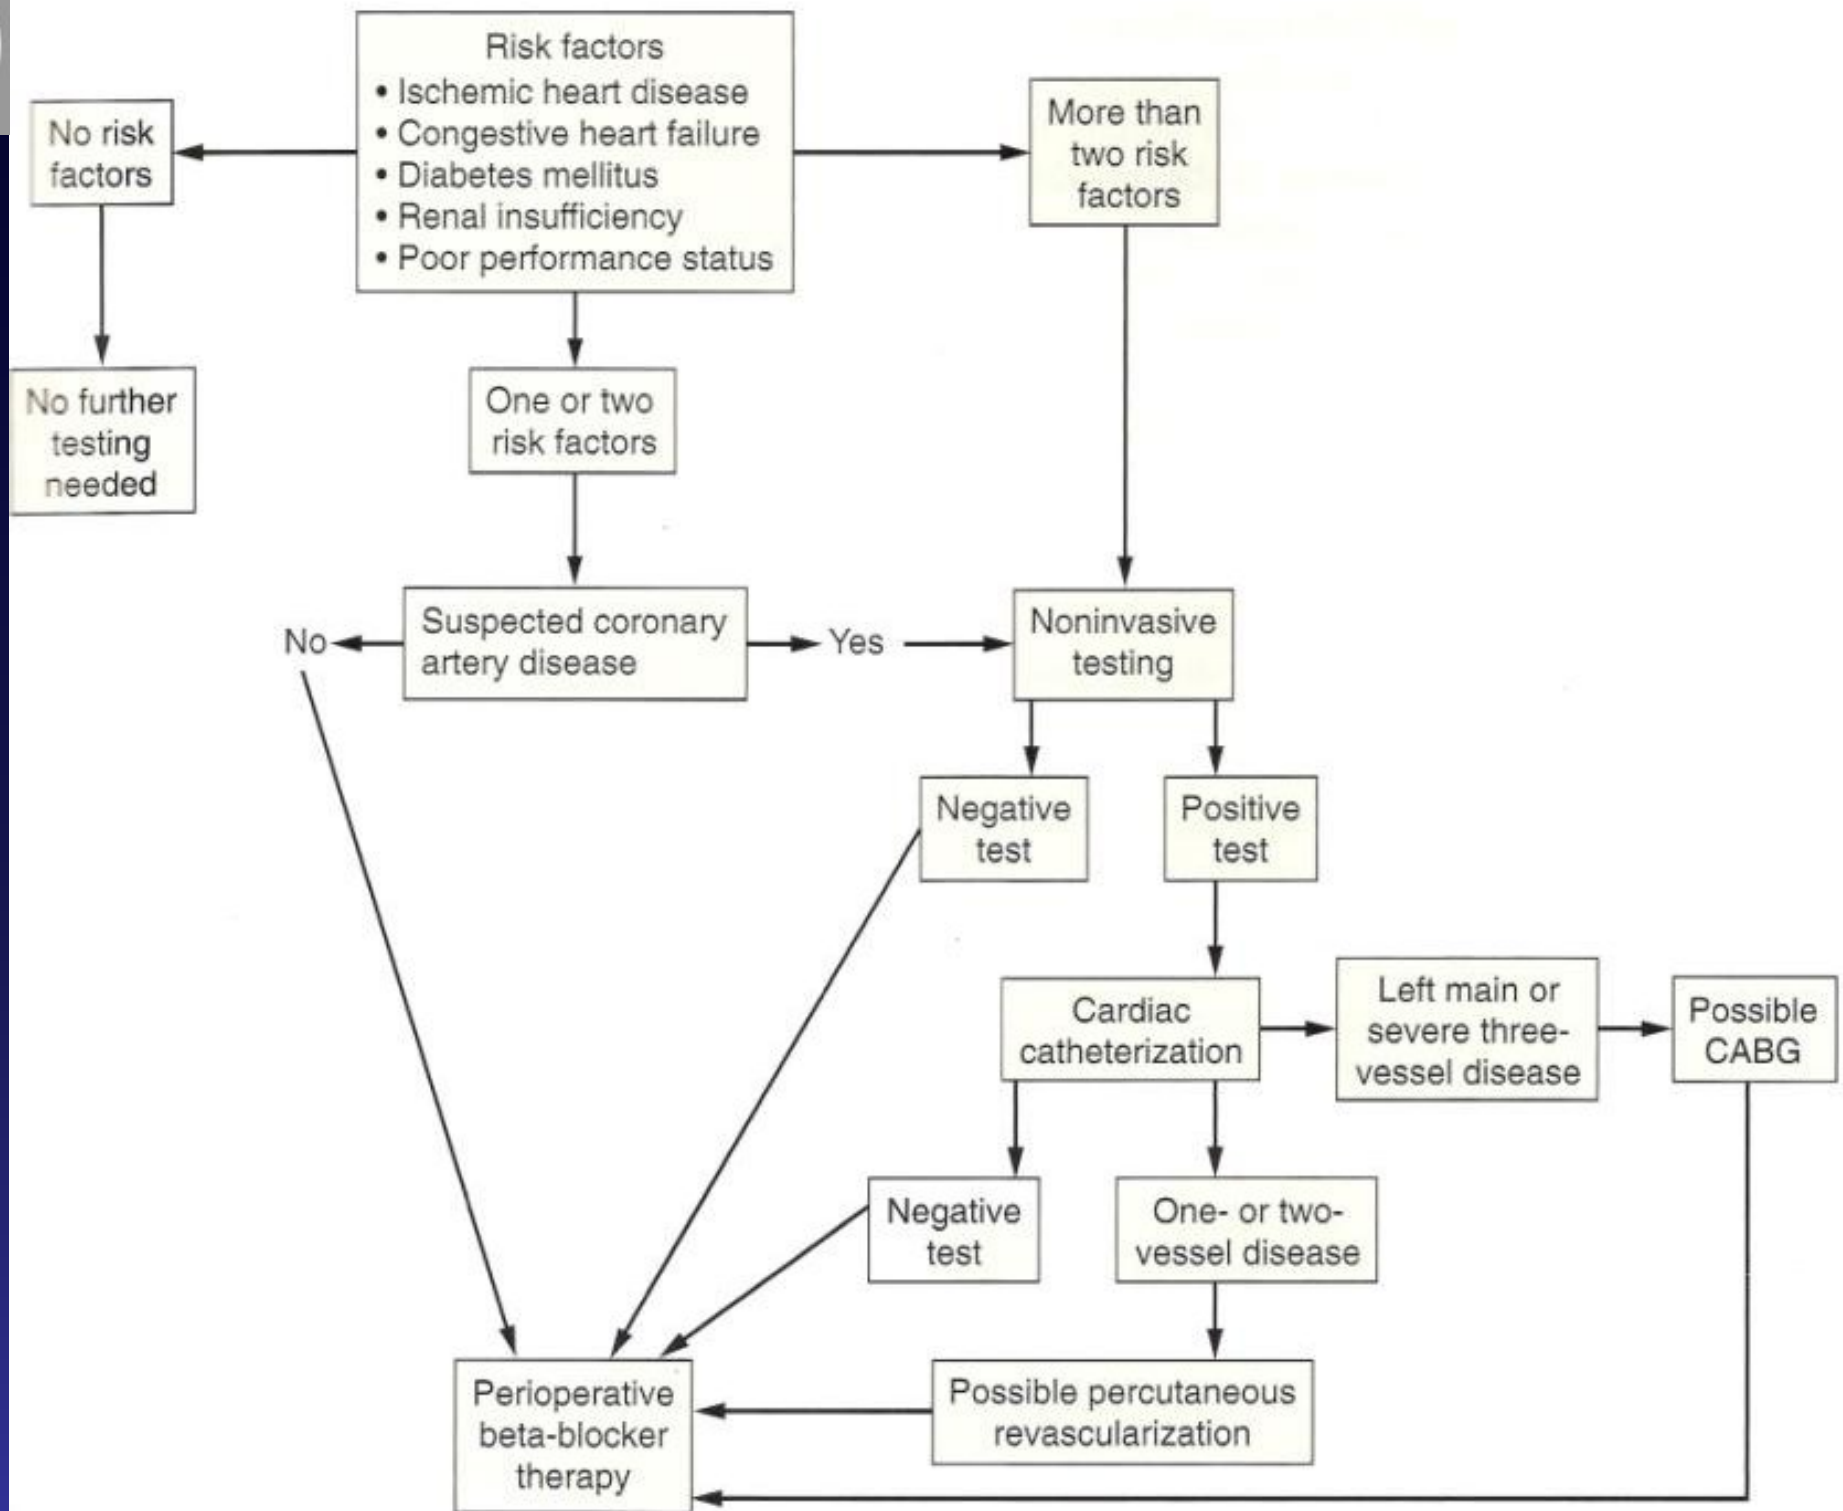 Risk factors
• Ischemic heart disease
• Congestive heart failure
• Diabetes mellitus
• Renal insufficiency
• Poor performance status
No risk
factors
More than
two risk
factors
No further
testing
needed
One or two
risk factors
Suspected coronary
artery disease
No
Yes
Noninvasive
testing
Negative
test
Positive
test
Cardiac
catheterization
Left main or
severe three-
vessel disease
Possible
CABG
Negative
test
One- or two-
vessel disease
Perioperative
beta-blocker
therapy
Possible percutaneous
revascularization